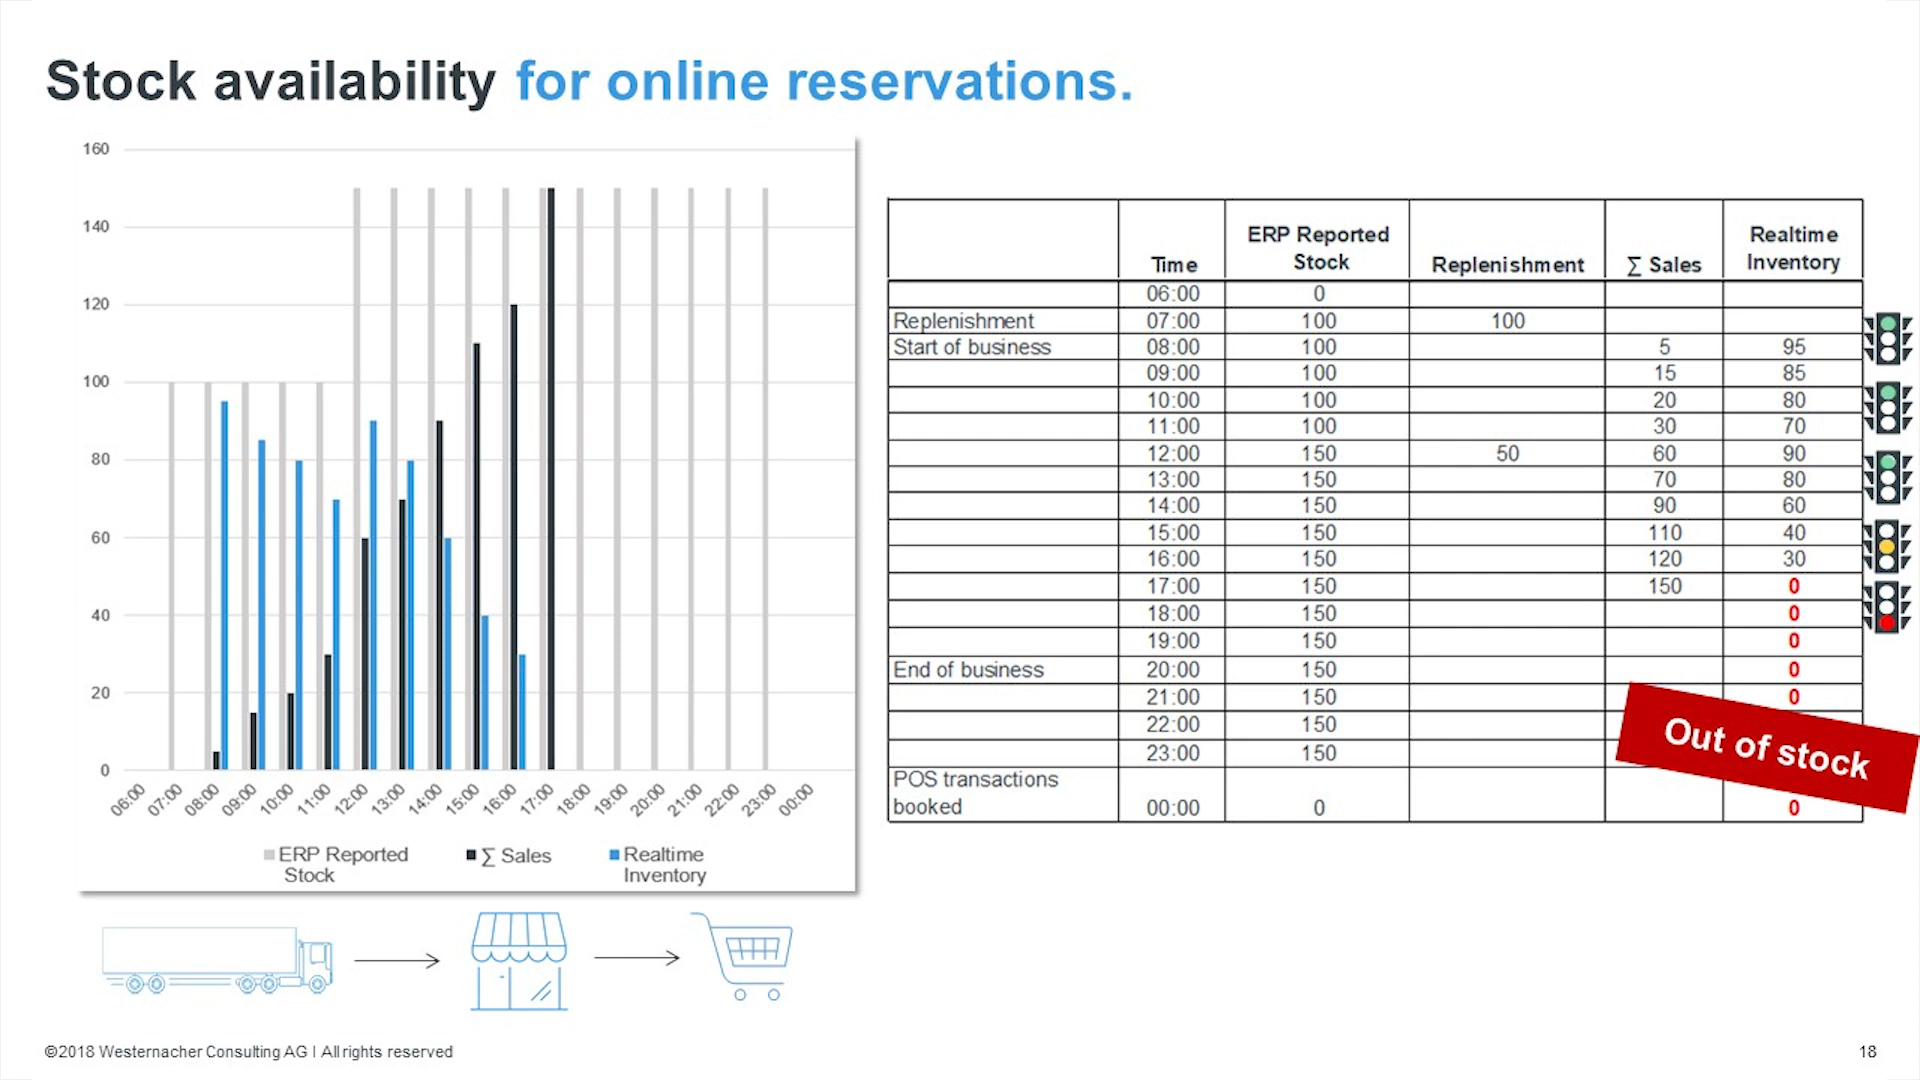 Stock availability for online reservations.
160
140
120
100
80
60
40
20
0
06:00 07:00 08:00 09:00 10:00 11:00 12:00 13:00 14:00 15:00 16:00 17:00 18:00 19:00 20:00 21:00 22:00 23:00 00:00
ERP Reported Stock
∑ Sales
Realtime Inventory
Time ERP Reported Stock Replenishment ∑ Sales Realtime Inventory
06:00 0
Replenishment 07:00 100 100
Start of business 08:00 100 5 95
09:00 100 15 85
10:00 100 20 80
11:00 100 30 70
12:00 150 50 60 90
13:00 150 70 80
14:00 150 90 60
15:00 150 110 40
16:00 150 120 30
17:00 150 150 0
18:00 150 0
19:00 150 0
End of business 20:00 150 0
21:00 150 0
22:00 150
23:00 150
POS transactions
booked 00:00 0 0
Out of stock
©2018 Westernacher Consulting AG I All rights reserved
18